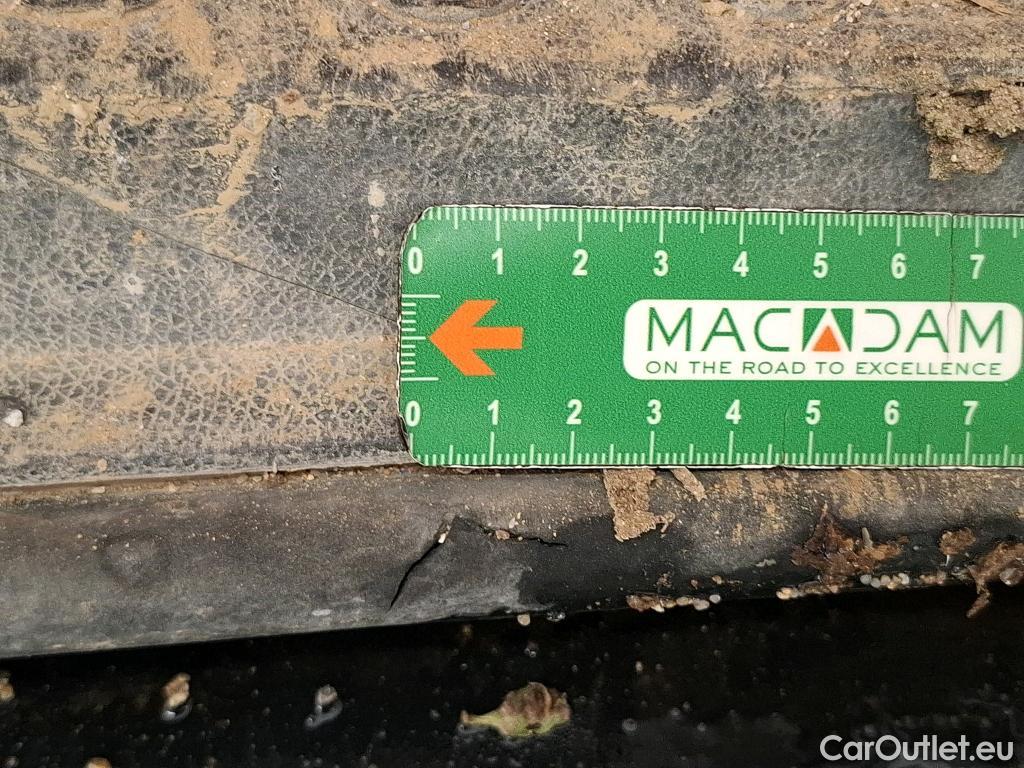 0 1 2 3 4 5 6 7
MACADAM
ON THE ROAD TO EXCELLENCE
0 1 2 3 4 5 6 7
CarOutlet.eu